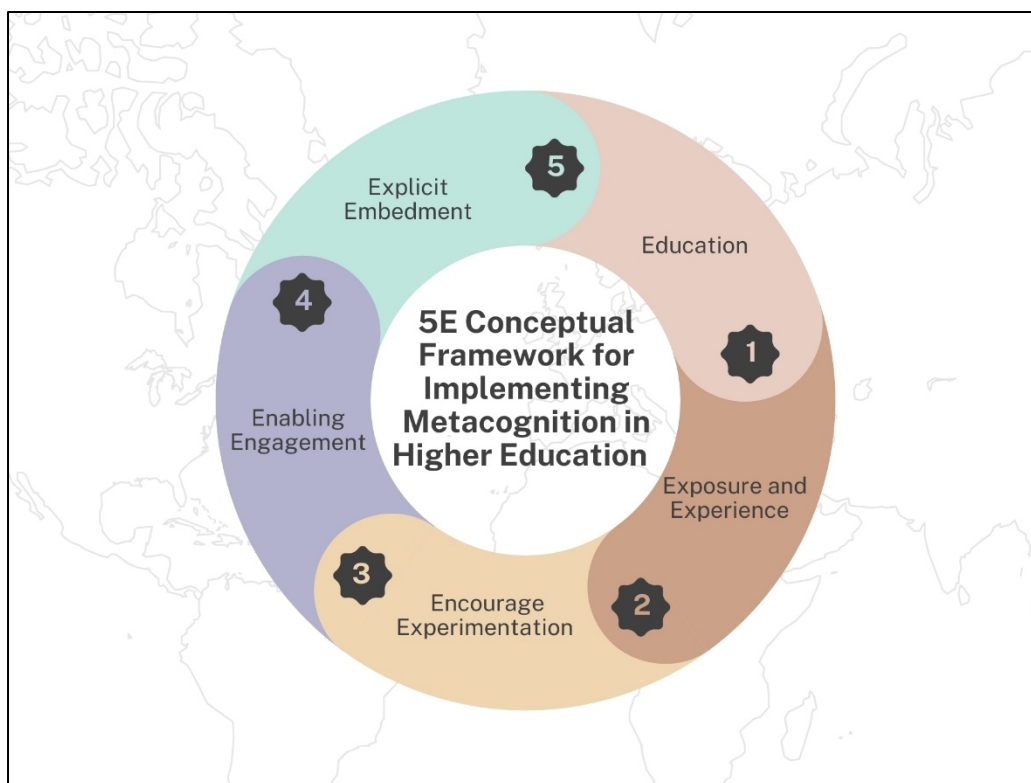 5E Conceptual
Framework for
Implementing
Metacognition in
Higher Education
Education
1
Exposure and
Experience
2
Encourage
Experimentation
3
Enabling
Engagement
4
Explicit
Embedment
5